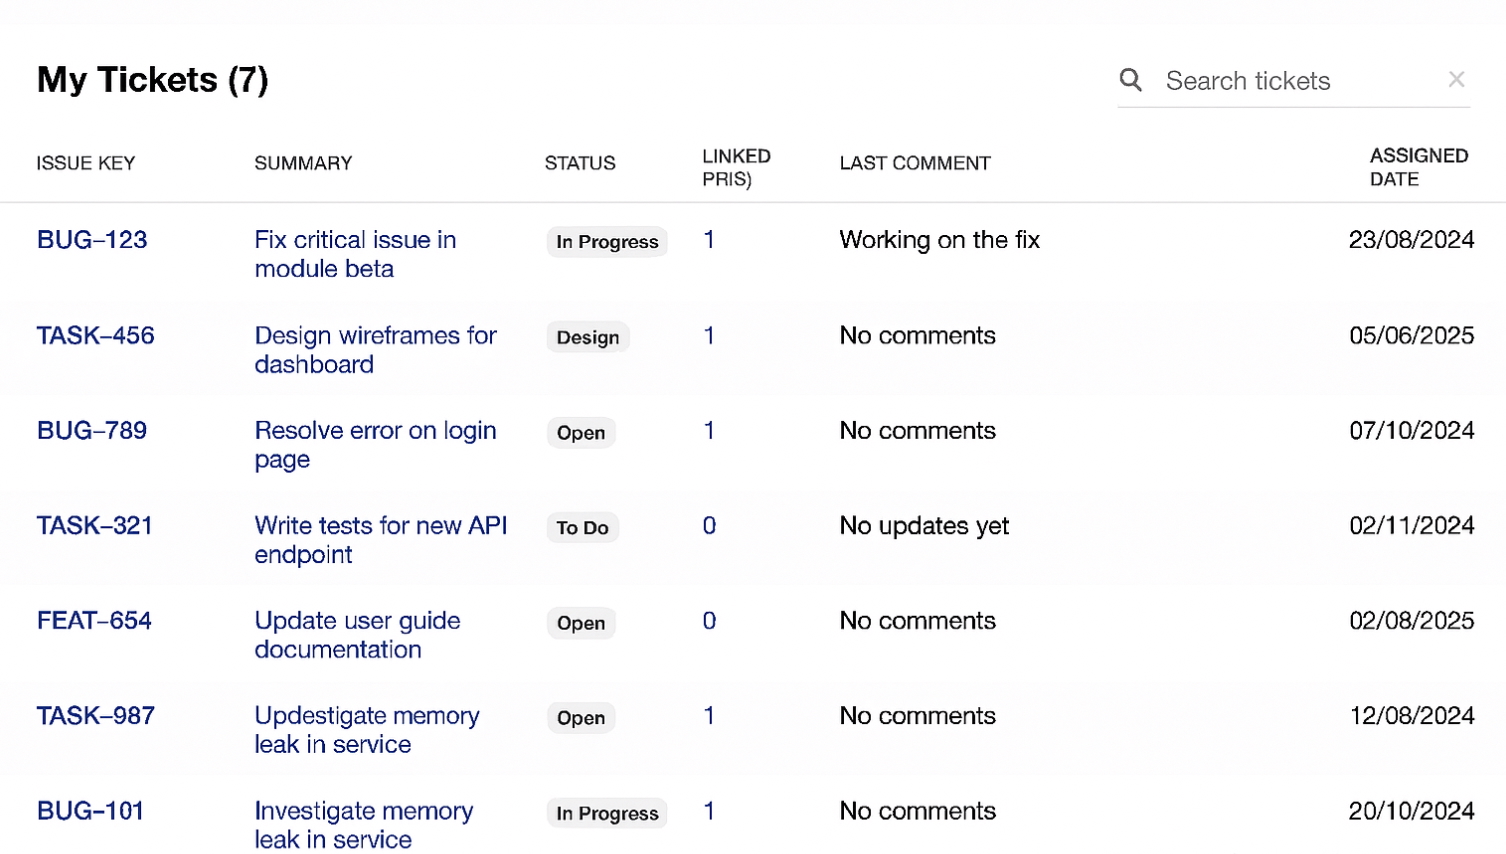 My Tickets (7)
Search tickets ×
ISSUE KEY SUMMARY STATUS LINKED PRIS) LAST COMMENT ASSIGNED DATE
BUG–123 Fix critical issue in In Progress 1 Working on the fix 23/08/2024
module beta
TASK–456 Design wireframes for Design 1 No comments 05/06/2025
dashboard
BUG–789 Resolve error on login Open 1 No comments 07/10/2024
page
TASK–321 Write tests for new API To Do 0 No updates yet 02/11/2024
endpoint
FEAT–654 Update user guide Open 0 No comments 02/08/2025
documentation
TASK–987 Updestigate memory Open 1 No comments 12/08/2024
leak in service
BUG–101 Investigate memory In Progress 1 No comments 20/10/2024
leak in service